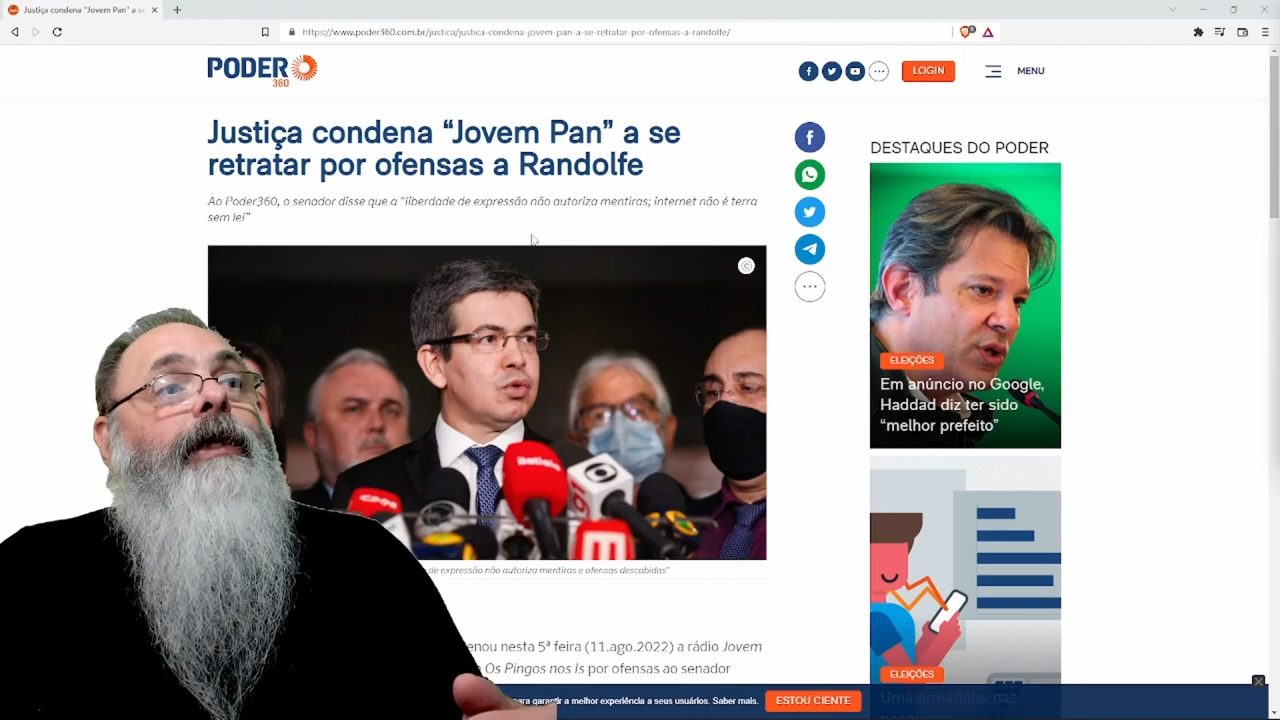 Justiça condena "Jovem Pan" a se
https://www.poder360.com.br/justica/justica-condena-jovem-pan-a-se-retratar-por-ofensas-a-randolfe/
PODER
360
LOGIN
MENU
Justiça condena “Jovem Pan” a se
retratar por ofensas a Randolfe
Ao Poder360, o senador disse que a “liberdade de expressão não autoriza mentiras; internet não é terra
sem lei”
DESTAQUES DO PODER
ELEIÇÕES
Em anúncio no Google,
Haddad diz ter sido
“melhor prefeito”
de expressão não autoriza mentiras e ofensas descabidas”
enou nesta 5ª feira (11.ago.2022) a rádio Jovem
Os Pingos nos Is por ofensas ao senador
ELEIÇÕES
Uma armadilha nas
para garantir a melhor experiência a seus usuários. Saber mais.
ESTOU CIENTE